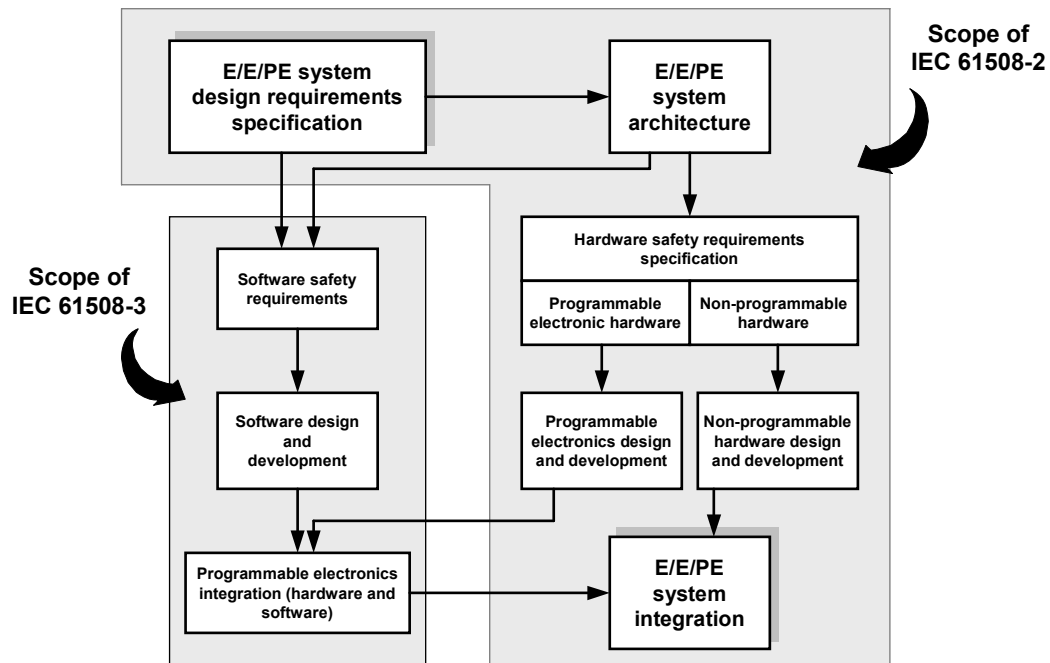 Scope of
IEC 61508-2
E/E/PE system
design requirements
specification
E/E/PE
system
architecture
Hardware safety requirements
specification
Scope of
IEC 61508-3
Software safety
requirements
Programmable
electronic hardware
Non-programmable
hardware
Software design
and
development
Programmable
electronics design
and development
Non-programmable
hardware design
and development
Programmable electronics
integration (hardware and
software)
E/E/PE
system
integration